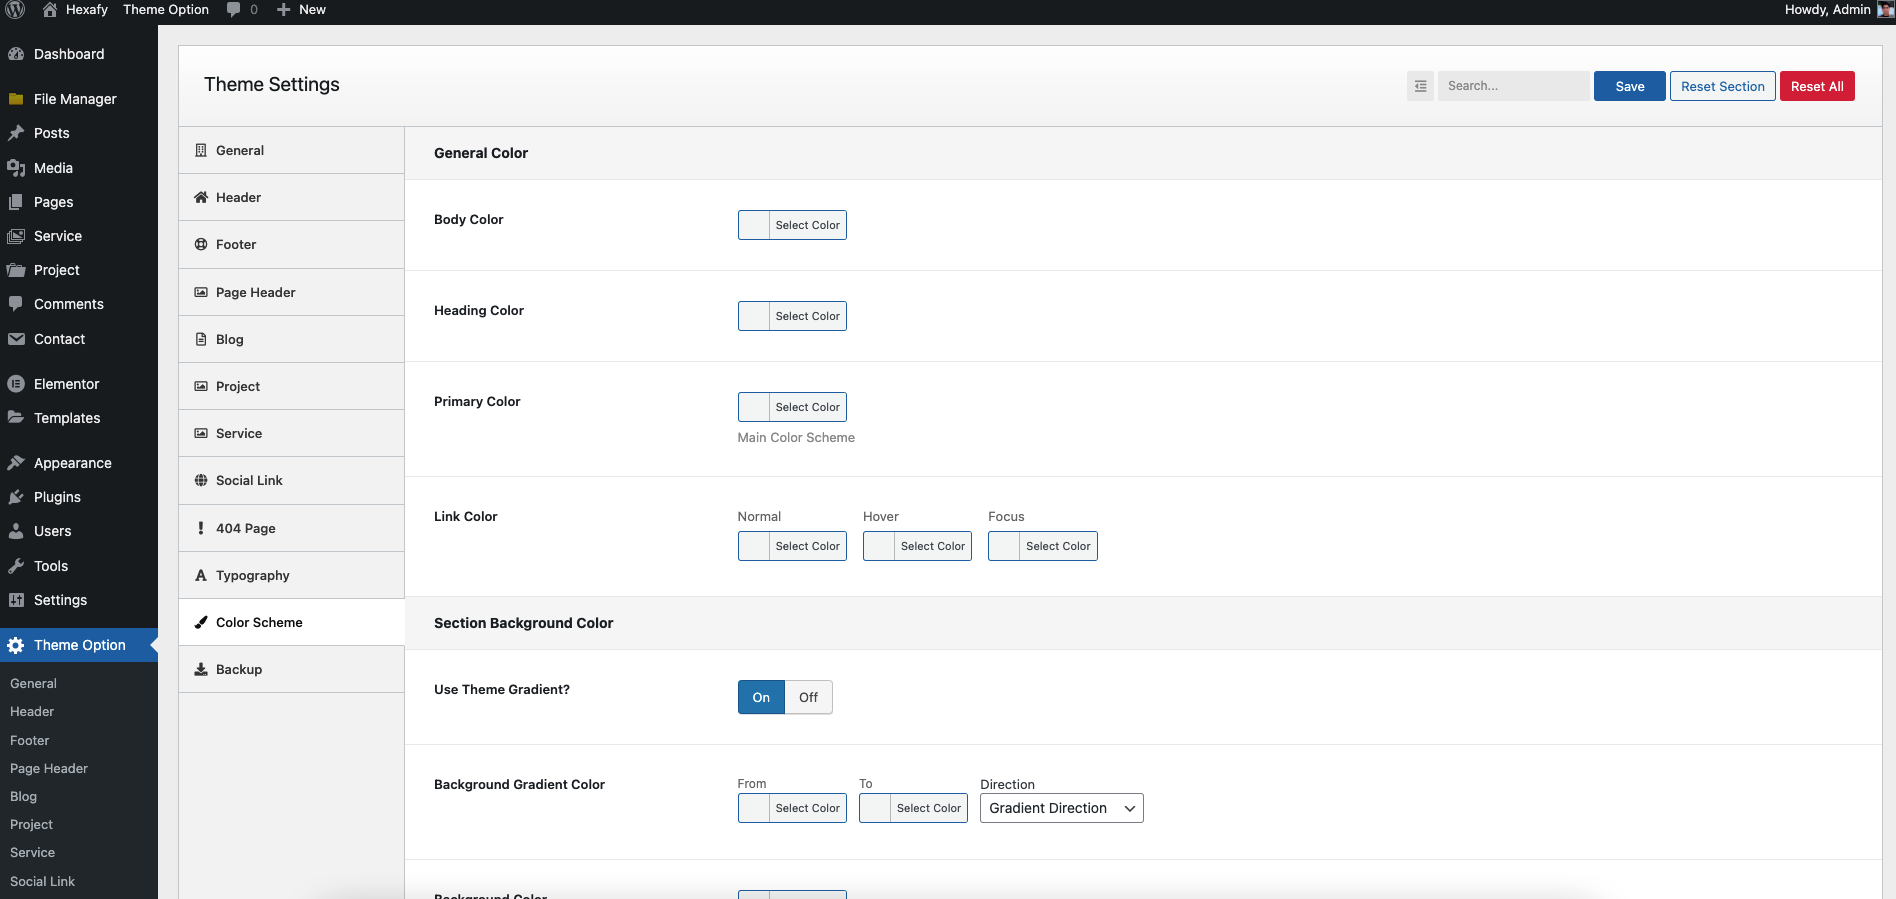 Hexafy Theme Option 0 New Howdy, Admin
Dashboard
File Manager
Posts
Media
Pages
Service
Project
Comments
Contact
Elementor
Templates
Appearance
Plugins
Users
Tools
Settings
Theme Option
General
Header
Footer
Page Header
Blog
Project
Service
Social Link
Theme Settings
Search...
Save
Reset Section
Reset All
General
Header
Footer
Page Header
Blog
Project
Service
Social Link
404 Page
Typography
Color Scheme
Backup
General Color
Body Color
Select Color
Heading Color
Select Color
Primary Color
Select Color
Main Color Scheme
Link Color
Normal Hover Focus
Select Color Select Color Select Color
Section Background Color
Use Theme Gradient?
On Off
Background Gradient Color
From To Direction
Select Color Select Color Gradient Direction
Background Color